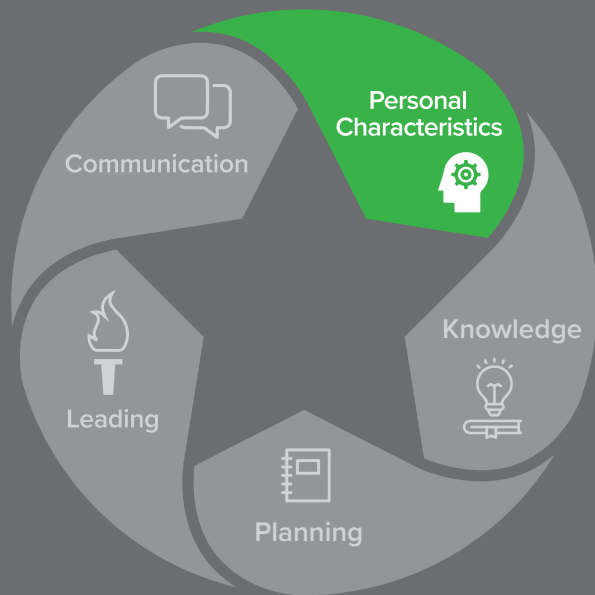 Personal
Characteristics
Communication
Knowledge
Leading
Planning